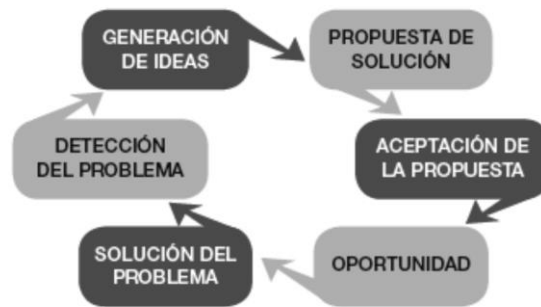 GENERACIÓN
DE IDEAS
PROPUESTA DE
SOLUCIÓN
DETECCIÓN
DEL PROBLEMA
ACEPTACIÓN DE
LA PROPUESTA
SOLUCIÓN DEL
PROBLEMA
OPORTUNIDAD